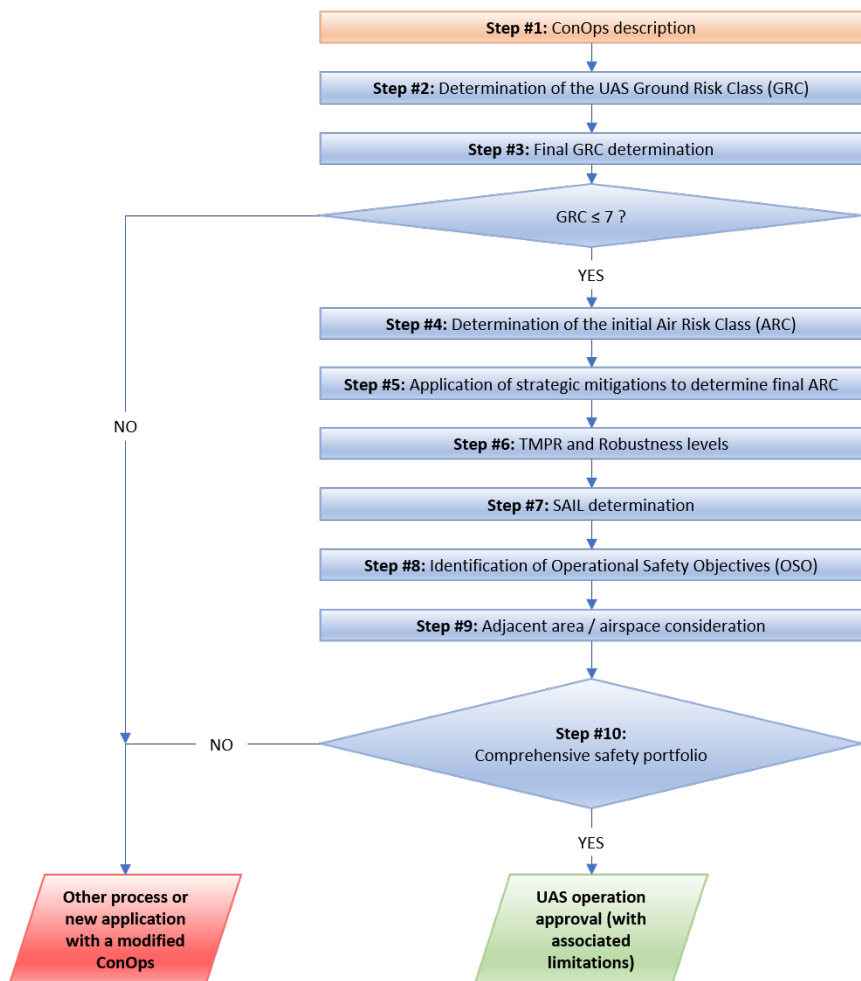 Step #1: ConOps description
Step #2: Determination of the UAS Ground Risk Class (GRC)
Step #3: Final GRC determination
GRC ≤ 7 ?
YES
Step #4: Determination of the initial Air Risk Class (ARC)
Step #5: Application of strategic mitigations to determine final ARC
NO
Step #6: TMPR and Robustness levels
Step #7: SAIL determination
Step #8: Identification of Operational Safety Objectives (OSO)
Step #9: Adjacent area / airspace consideration
Step #10:
Comprehensive safety portfolio
NO
YES
Other process or
new application
with a modified
ConOps
UAS operation
approval (with
associated
limitations)